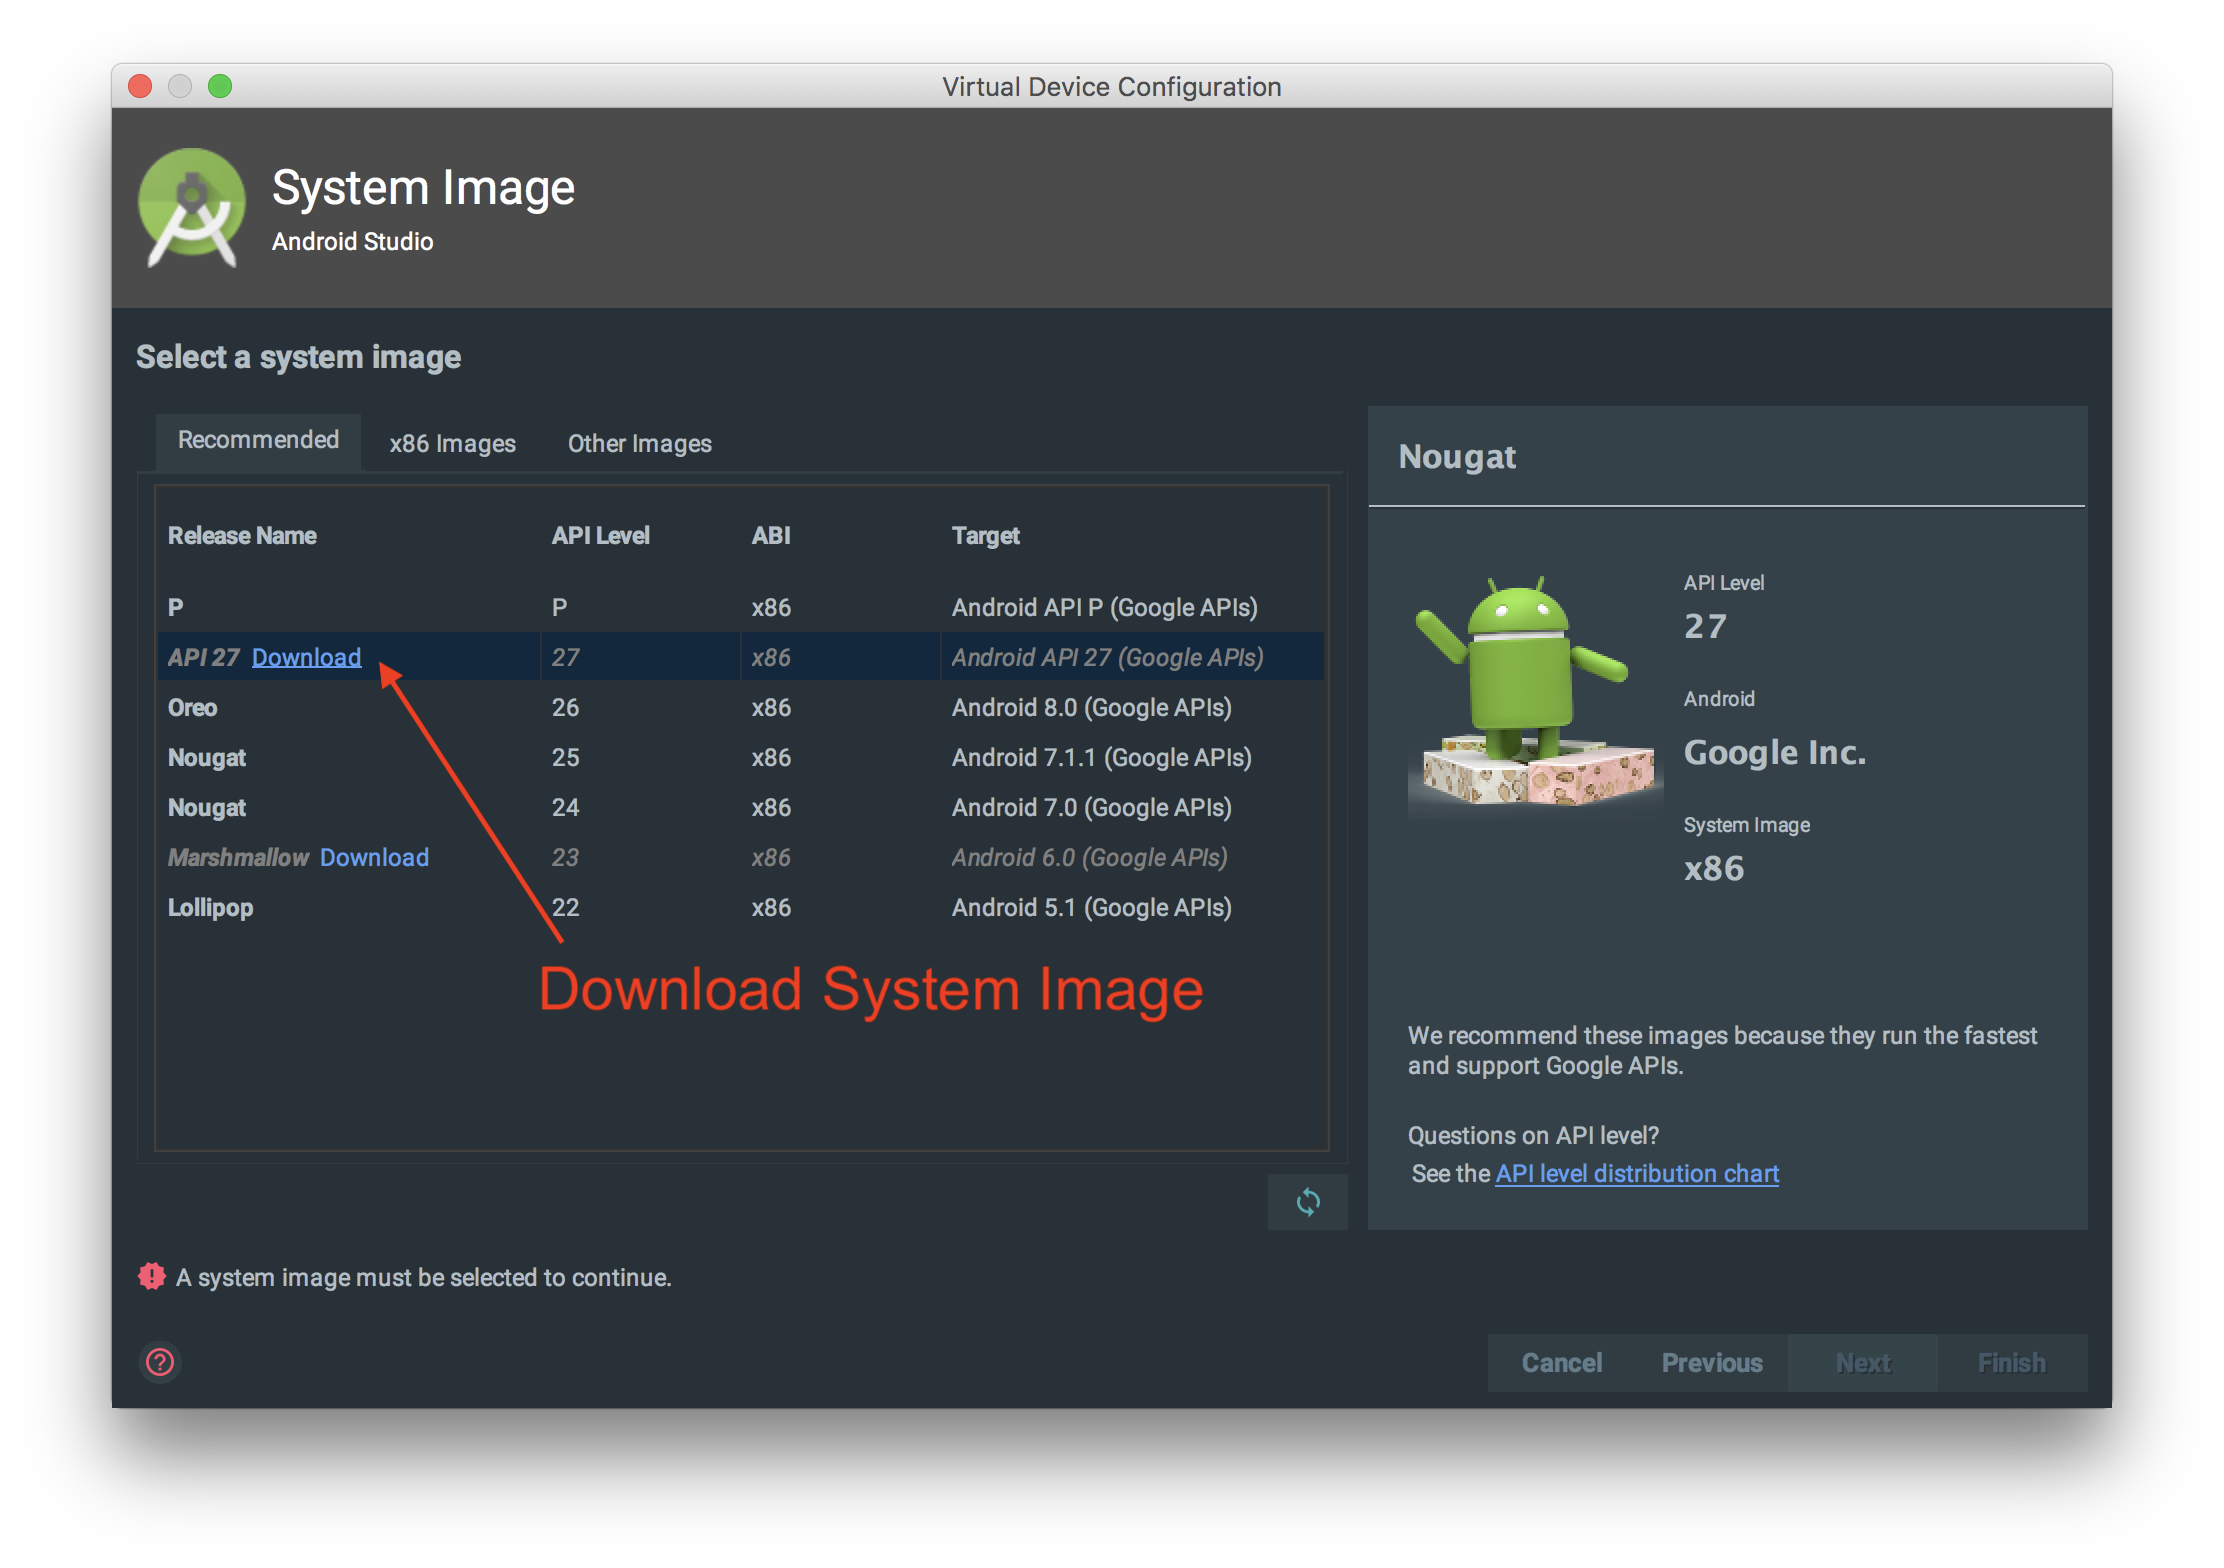 Virtual Device Configuration
System Image
Android Studio
Select a system image
Recommended x86 Images Other Images
Release Name API Level ABI Target
P P x86 Android API P (Google APIs)
API 27 Download 27 x86 Android API 27 (Google APIs)
Oreo 26 x86 Android 8.0 (Google APIs)
Nougat 25 x86 Android 7.1.1 (Google APIs)
Nougat 24 x86 Android 7.0 (Google APIs)
Marshmallow Download 23 x86 Android 6.0 (Google APIs)
Lollipop 22 x86 Android 5.1 (Google APIs)
Download System Image
Nougat
API Level
27
Android
Google Inc.
System Image
x86
We recommend these images because they run the fastest
and support Google APIs.
Questions on API level?
See the API level distribution chart
A system image must be selected to continue.
Cancel Previous Next Finish